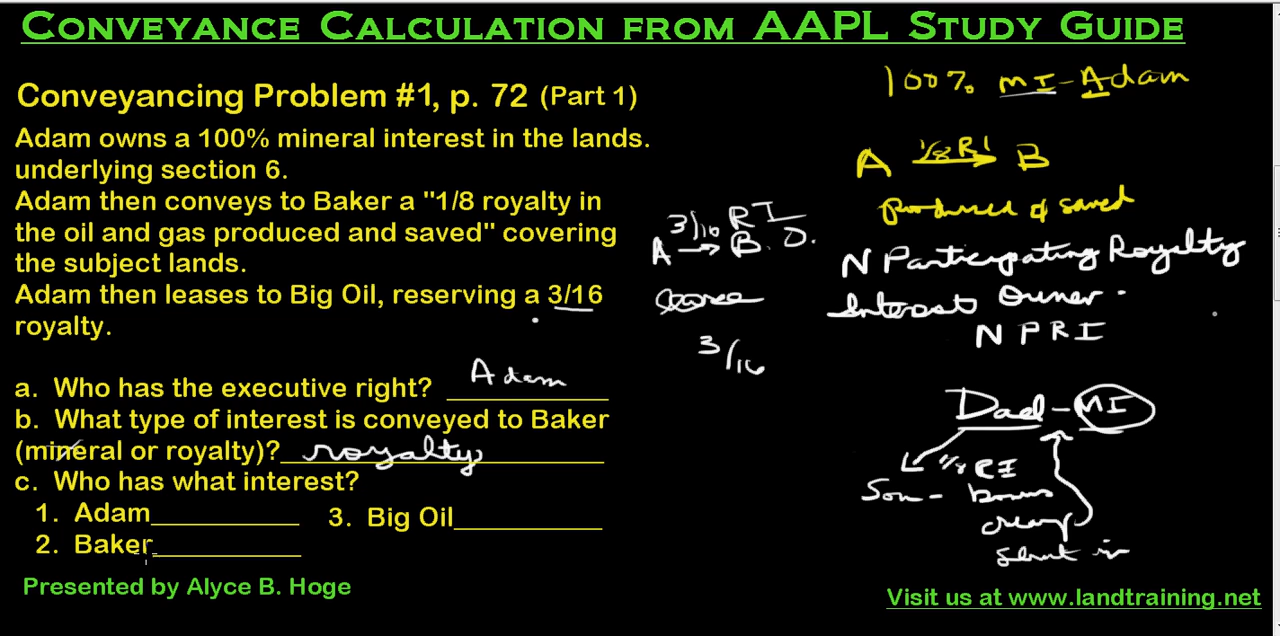 CONVEYANCE CALCULATION FROM AAPL STUDY GUIDE
Conveyancing Problem #1, p. 72 (Part 1)
Adam owns a 100% mineral interest in the lands.
underlying section 6.
Adam then conveys to Baker a "1/8 royalty in
the oil and gas produced and saved" covering
the subject lands.
Adam then leases to Big Oil, reserving a 3/16
royalty.
a. Who has the executive right? Adam
b. What type of interest is conveyed to Baker
(mineral or royalty)? royalty
c. Who has what interest?
1. Adam 3. Big Oil
2. Baker
Presented by Alyce B. Hoge
100% MI - Adam
1/8 RI
A B
produced & saved
3/16 RI
A B. O.
3/16
N Participating Royalty
Interest Owner.
NPRI
Dad - MI
1/8 RI
Son - bonus
shut in
Visit us at www.landtraining.net